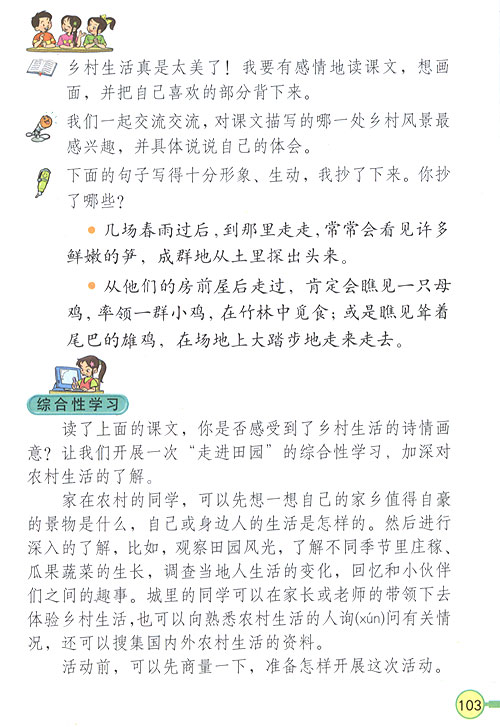 乡村生活真是太美了！我要有感情地读课文，想画
面，并把自己喜欢的部分背下来。
我们一起交流交流，对课文描写的哪一处乡村风景最
感兴趣，并具体说说自己的体会。
下面的句子写得十分形象、生动，我抄了下来。你抄
了哪些？
● 几场春雨过后，到那里走走，常常会看见许多
鲜嫩的笋，成群地从土里探出头来。
● 从他们的房前屋后走过，肯定会瞧见一只母
鸡，率领一群小鸡，在竹林中觅食；或是瞧见耸着
尾巴的雄鸡，在场地上大踏步地走来走去。
综合性学习
读了上面的课文，你是否感受到了乡村生活的诗情画
意？让我们开展一次“走进田园”的综合性学习，加深对
农村生活的了解。
家在农村的同学，可以先想一想自己的家乡值得自豪
的景物是什么，自己或身边人的生活是怎样的。然后进行
深入的了解，比如，观察田园风光，了解不同季节里庄稼、
瓜果蔬菜的生长，调查当地人生活的变化，回忆和小伙伴
们之间的趣事。城里的同学可以在家长或老师的带领下去
体验乡村生活，也可以向熟悉农村生活的人询(xún)问有关情
况，还可以搜集国内外农村生活的资料。
活动前，可以先商量一下，准备怎样开展这次活动。
103